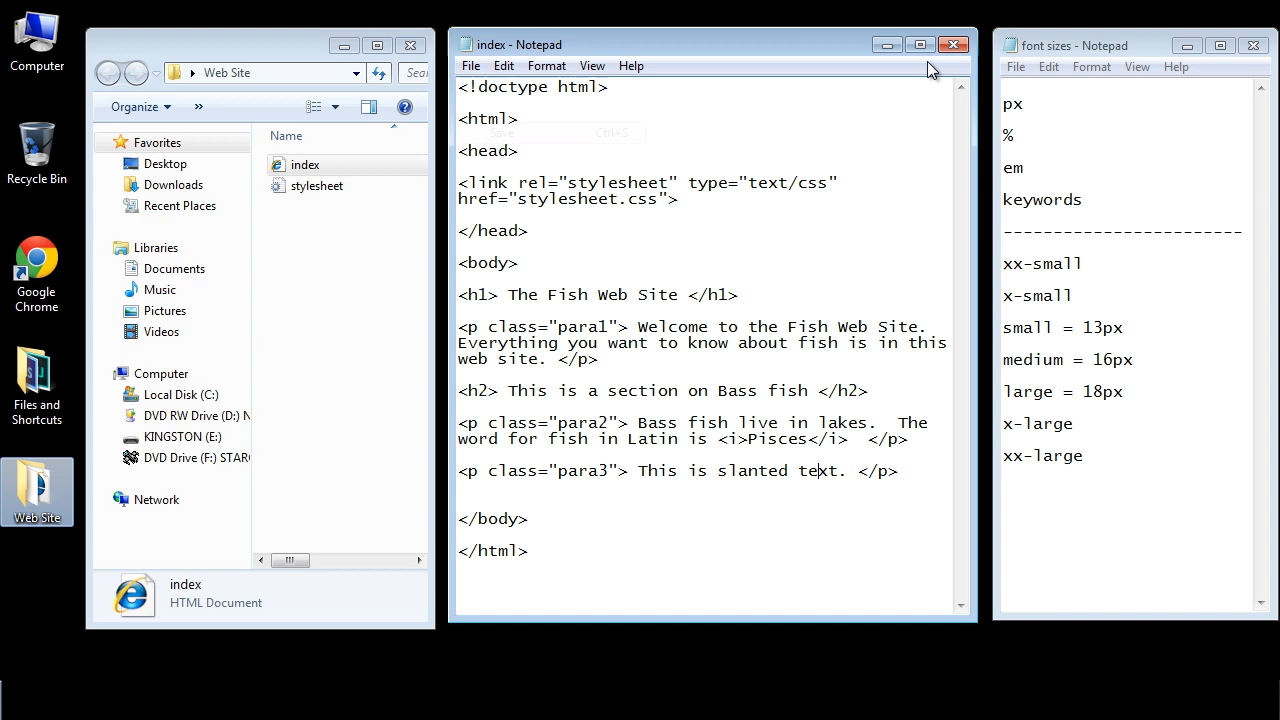 Computer
Recycle Bin
Google
Chrome
Files and
Shortcuts
Web Site
Web Site
Organize
»
Favorites
Desktop
Downloads
Recent Places
Libraries
Documents
Music
Pictures
Videos
Computer
Local Disk (C:)
DVD RW Drive (D:) N
KINGSTON (E:)
DVD Drive (F:) STAR
Network
Name
index
stylesheet
index
HTML Document
index - Notepad
File Edit Format View Help
Save Ctrl+S
<!doctype html>
<html>
<head>
<link rel="stylesheet" type="text/css"
href="stylesheet.css">
</head>
<body>
<h1> The Fish Web Site </h1>
<p class="para1"> Welcome to the Fish Web Site.
Everything you want to know about fish is in this
web site. </p>
<h2> This is a section on Bass fish </h2>
<p class="para2"> Bass fish live in lakes.  The
word for fish in Latin is <i>Pisces</i>  </p>
<p class="para3"> This is slanted text. </p>
</body>
</html>
font sizes - Notepad
File Edit Format View Help
px
%
em
keywords
------------------------
xx-small
x-small
small = 13px
medium = 16px
large = 18px
x-large
xx-large